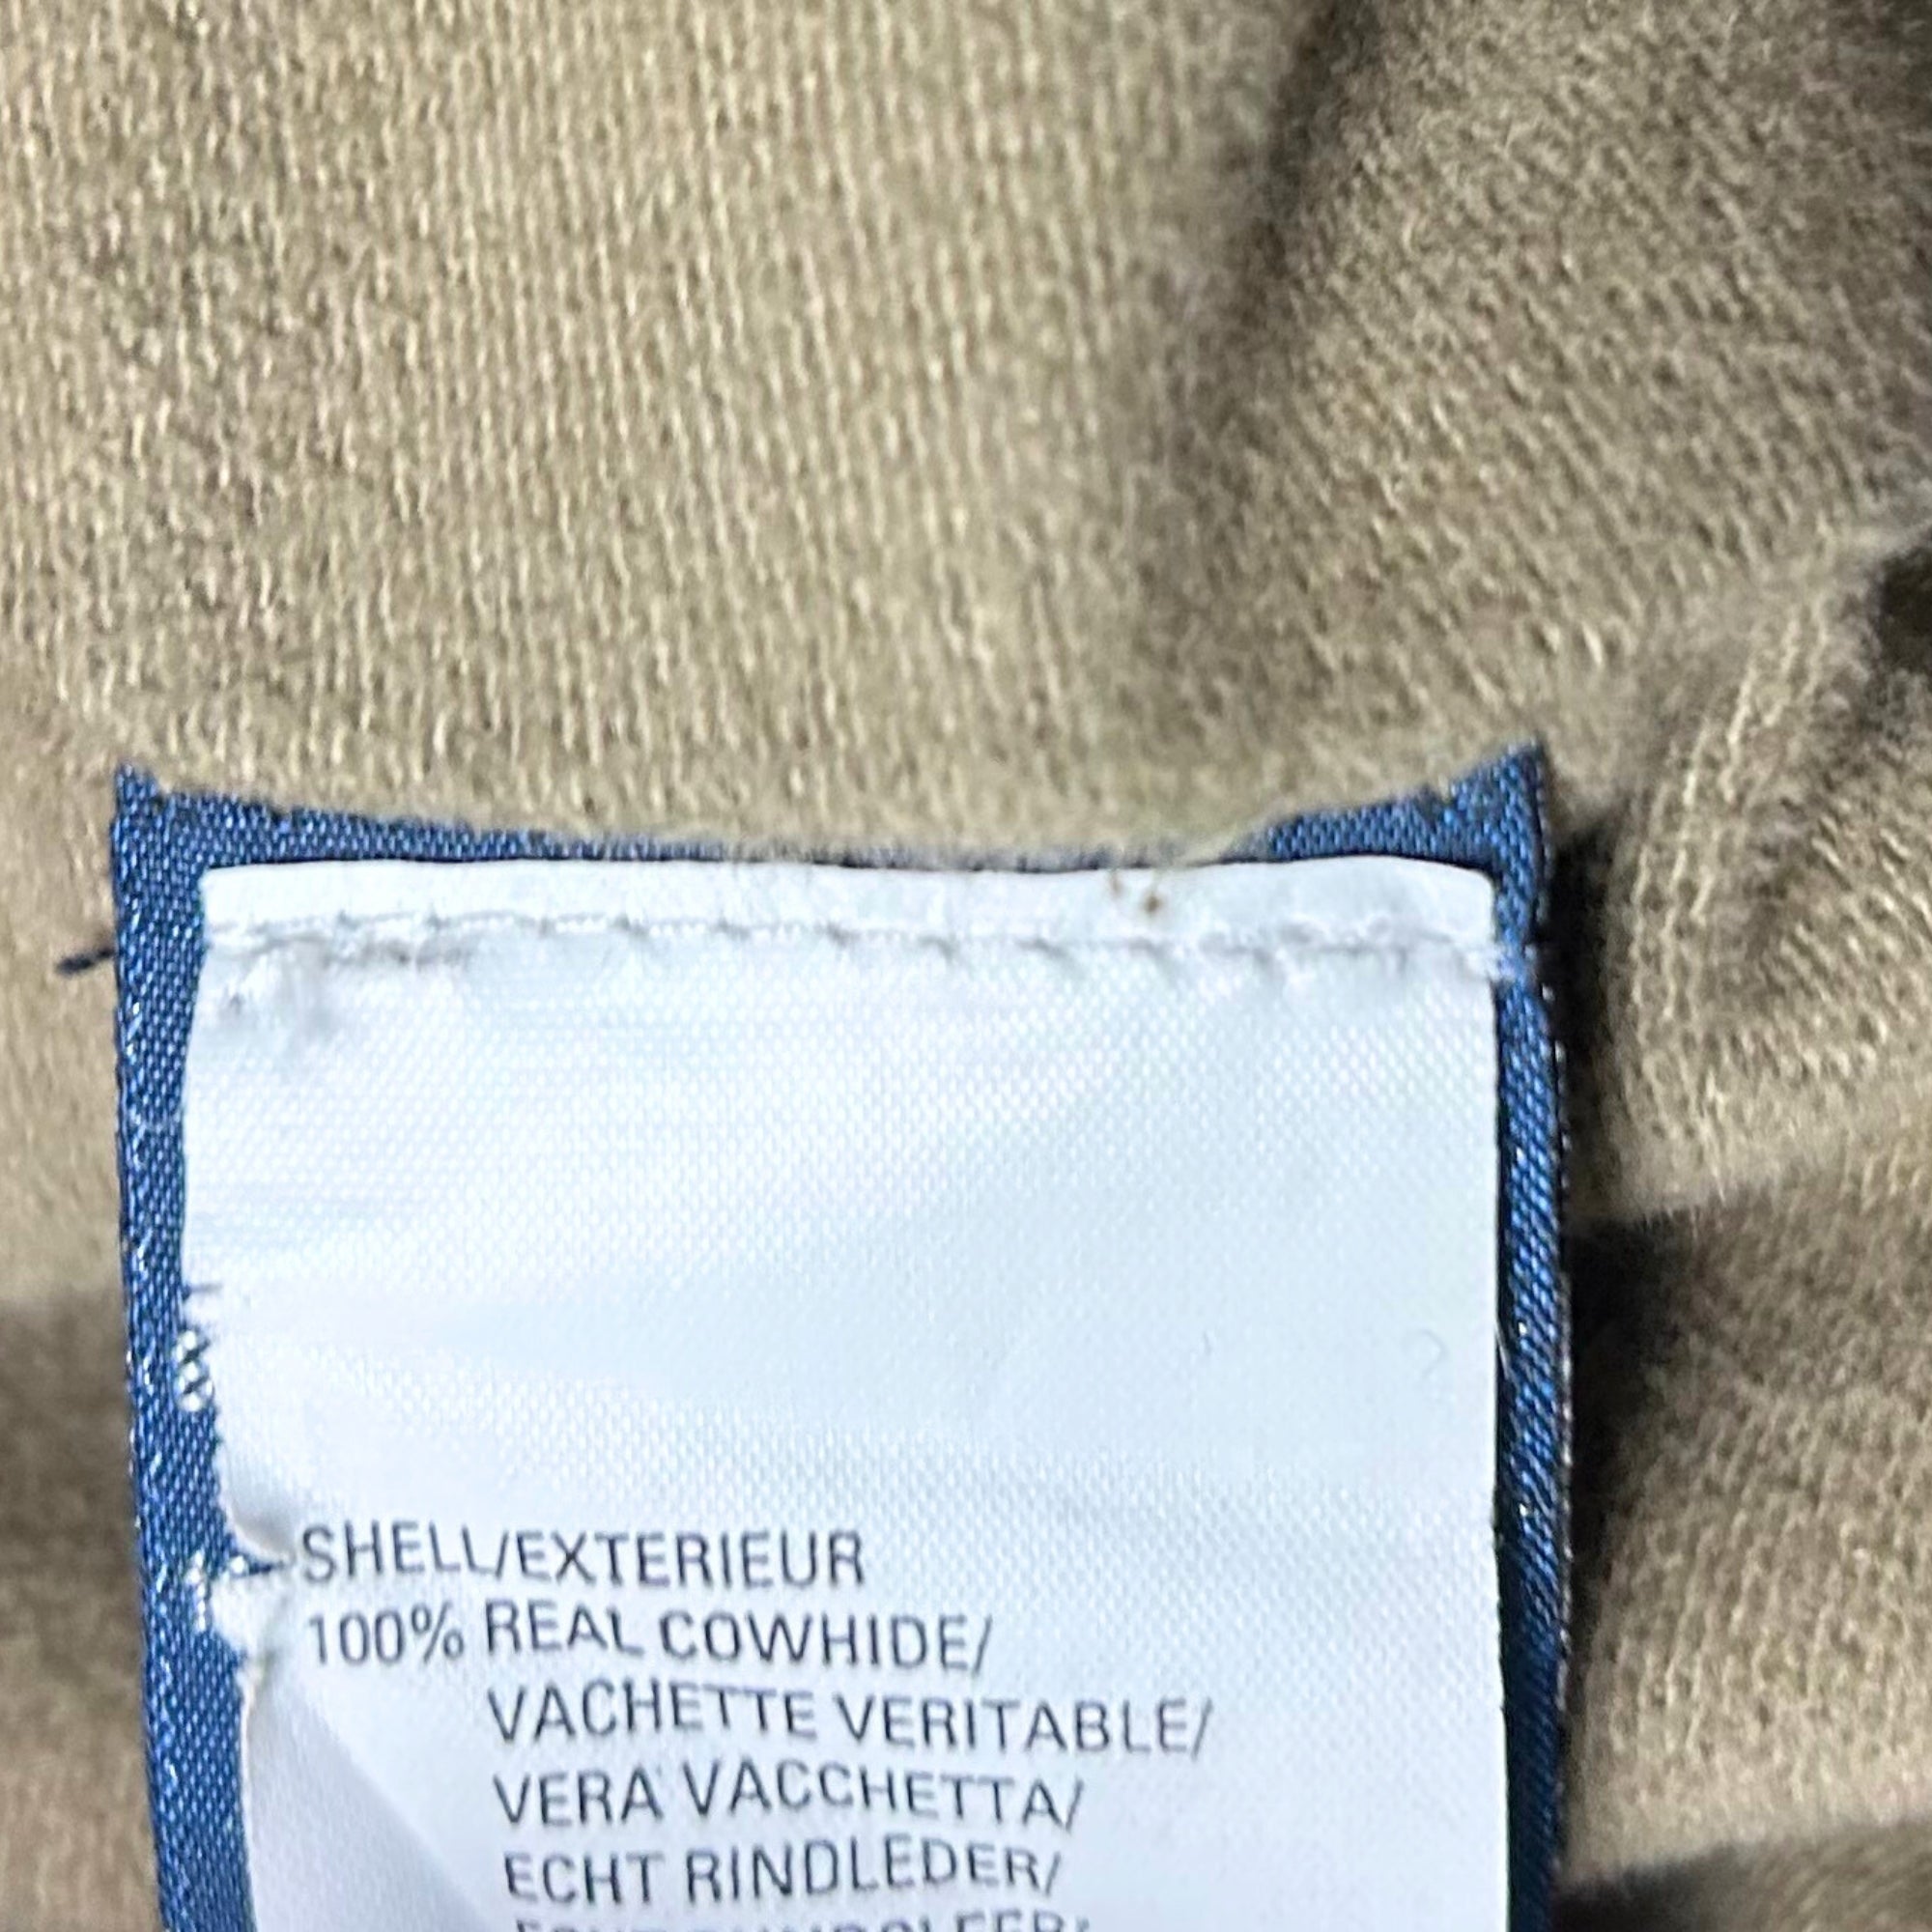 SHELL/EXTERIEUR
100% REAL COWHIDE/
VACHETTE VERITABLE/
VERA VACCHETTA/
ECHT RINDLEDER/